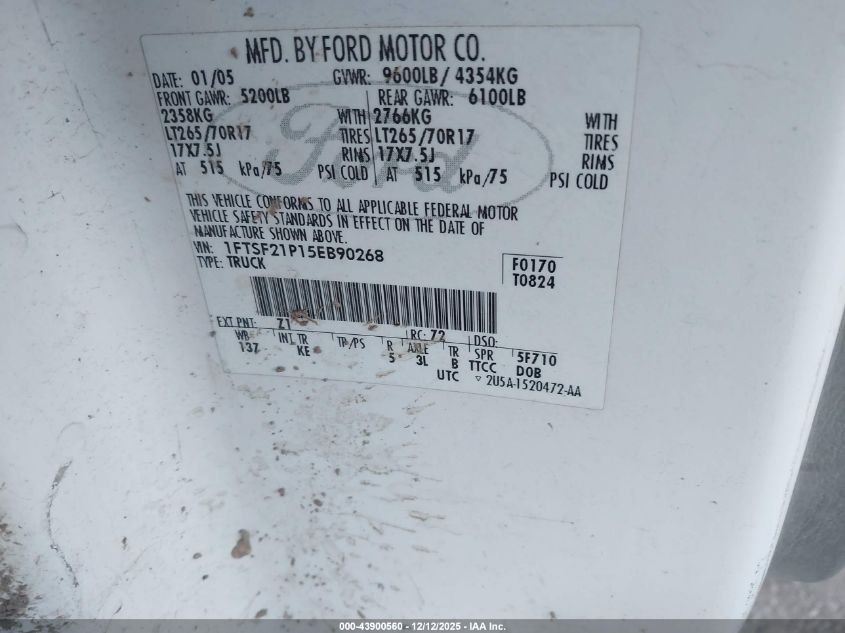 MFD. BY FORD MOTOR CO.
DATE: 01/05 GVWR: 9600LB/ 4354KG
FRONT GAWR: 5200LB REAR GAWR: 6100LB
2358KG WITH 2766KG WITH
LT265/70R17 TIRES LT265/70R17 TIRES
17X7.5J RIMS 17X7.5J RIMS
AT 515 kPa/75 PSI COLD AT 515 kPa/75 PSI COLD
Ford
THIS VEHICLE CONFORMS TO ALL APPLICABLE FEDERAL MOTOR
VEHICLE SAFETY STANDARDS IN EFFECT ON THE DATE OF
MANUFACTURE SHOWN ABOVE.
VIN: 1FTSF21P15EB90268
TYPE: TRUCK
F0170
T0824
EXT PNT: Z1 RC: 72 DSO:
WB INT TR TP/PS R AXLE TR SPR 5F710
137 KE 5 3L B TTCC DOB
UTC ▽ 2U5A-1520472-AA
000-43900560 - 12/12/2025 - IAA Inc.